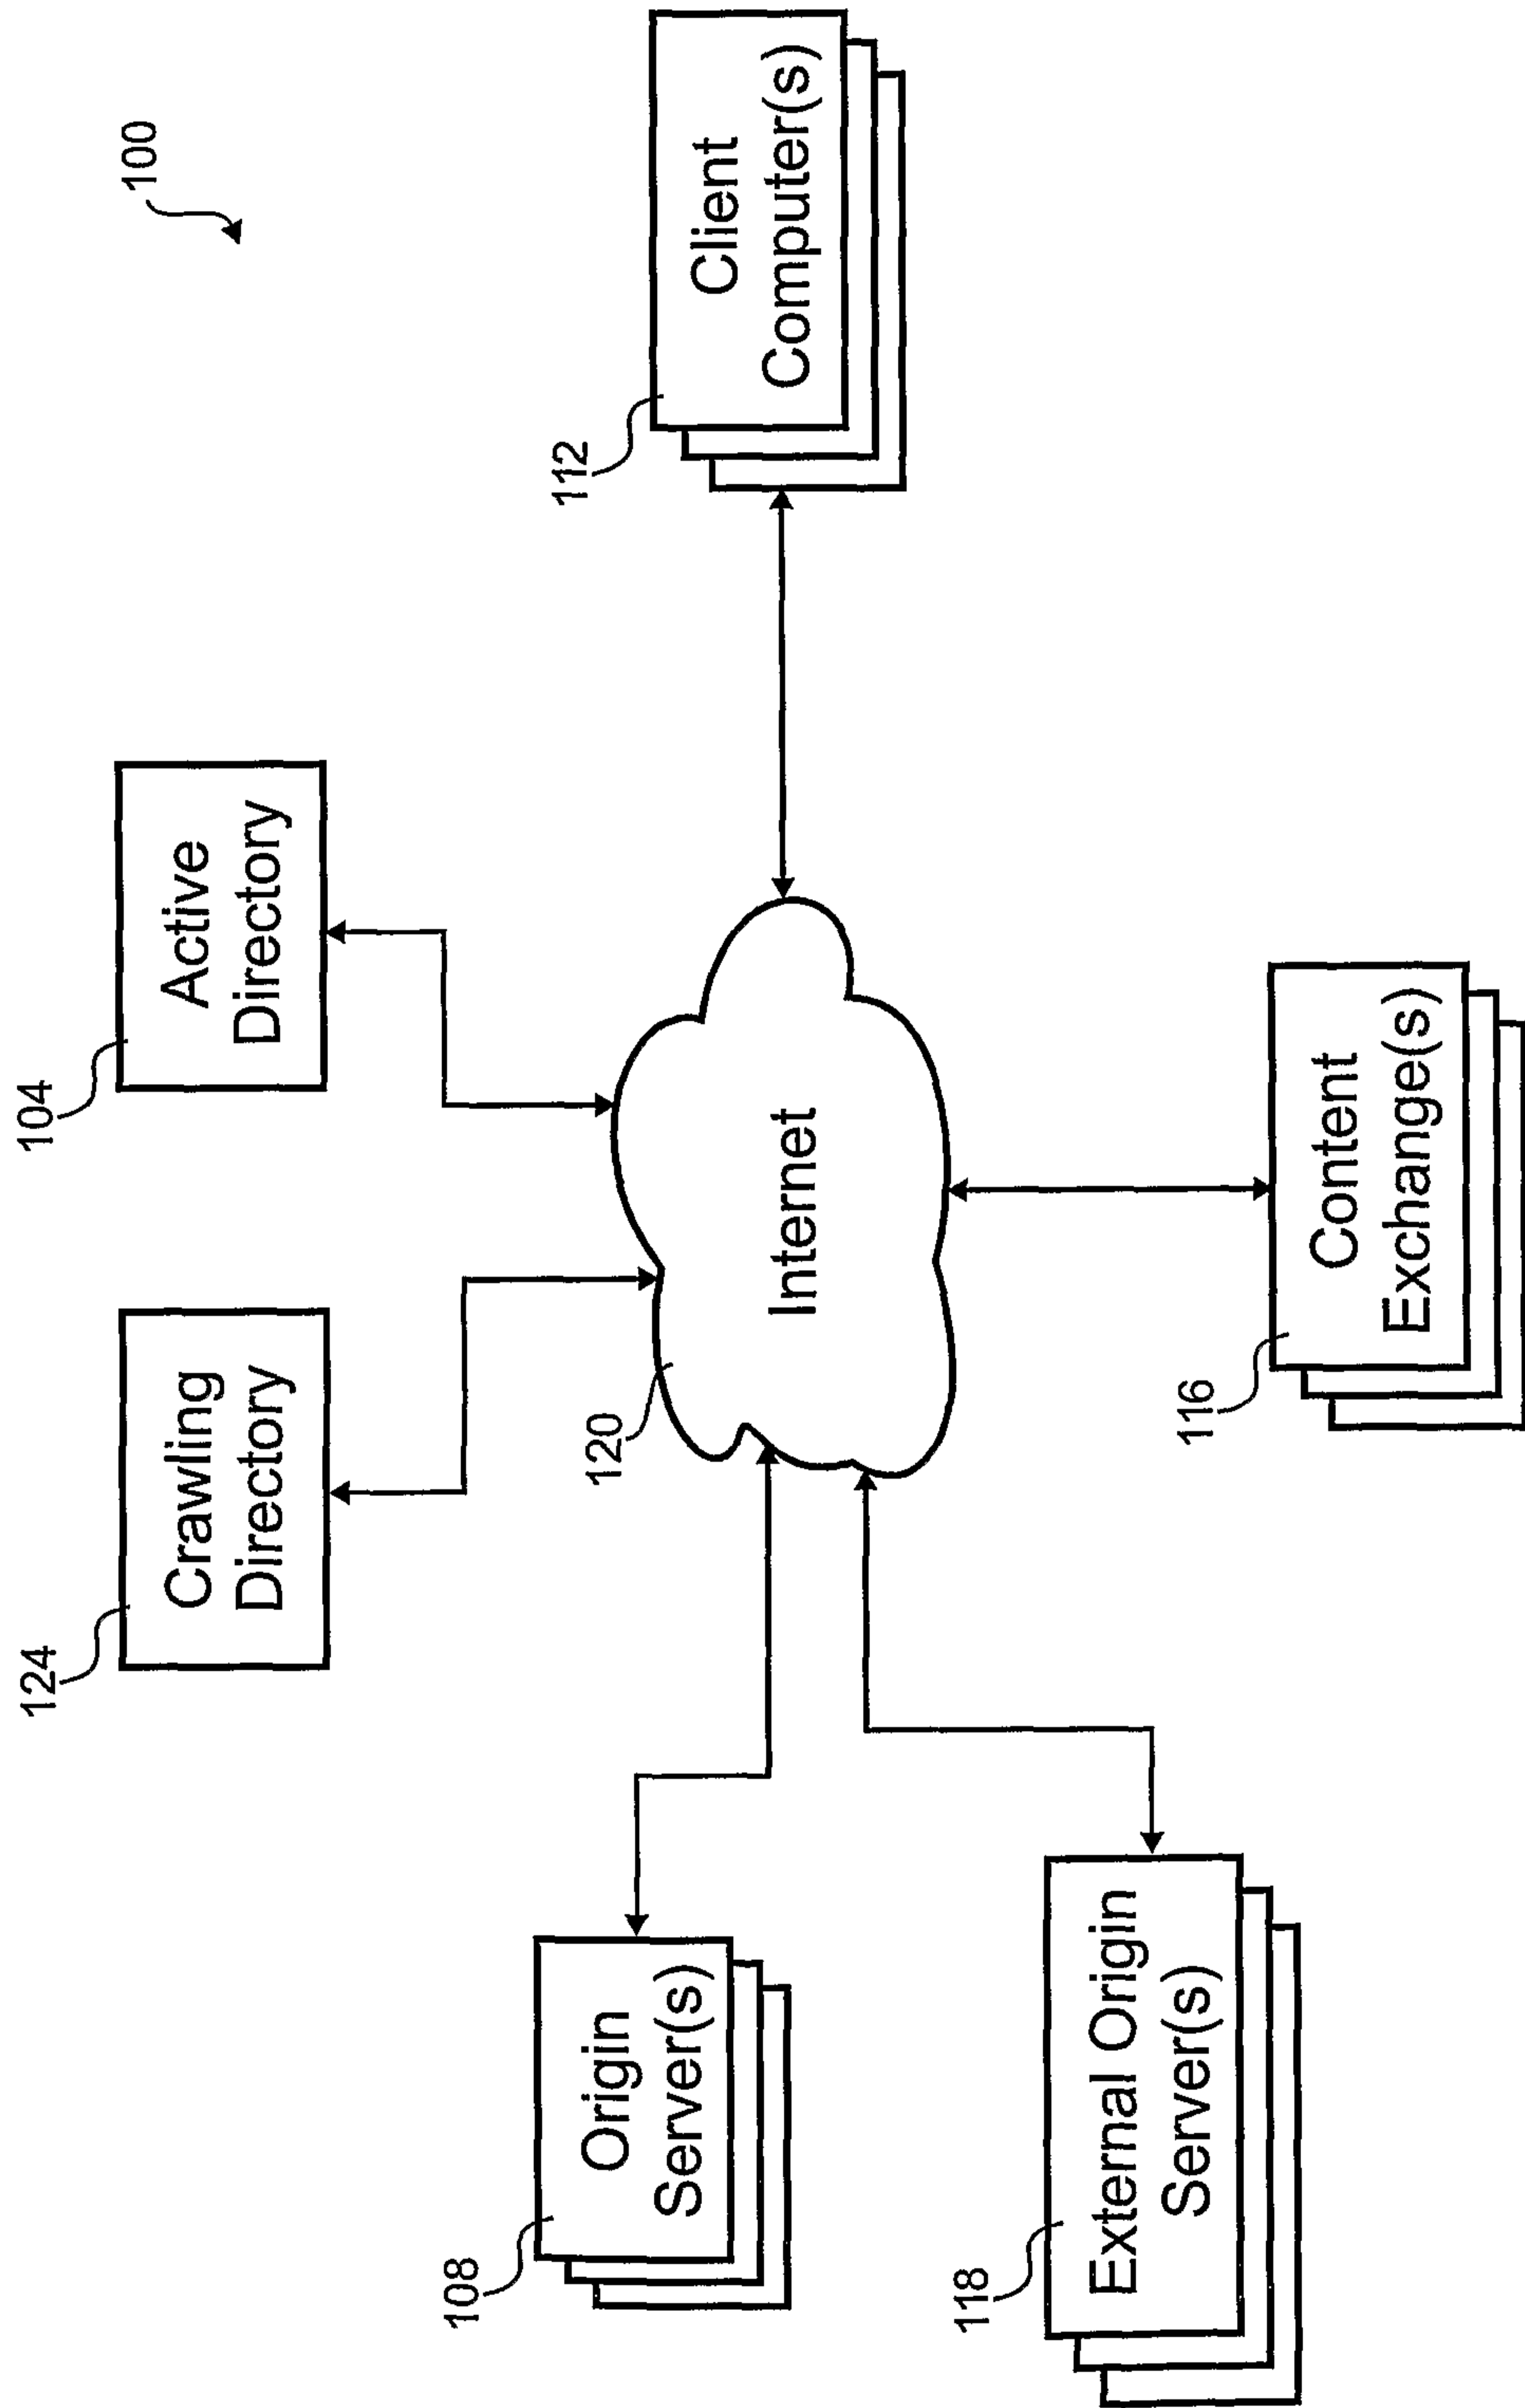 100
124
Crawling
Directory
104
Active
Directory
108
Origin
Server(s)
120
Internet
112
Client
Computer(s)
118
External Origin
Server(s)
116
Content
Exchange(s)